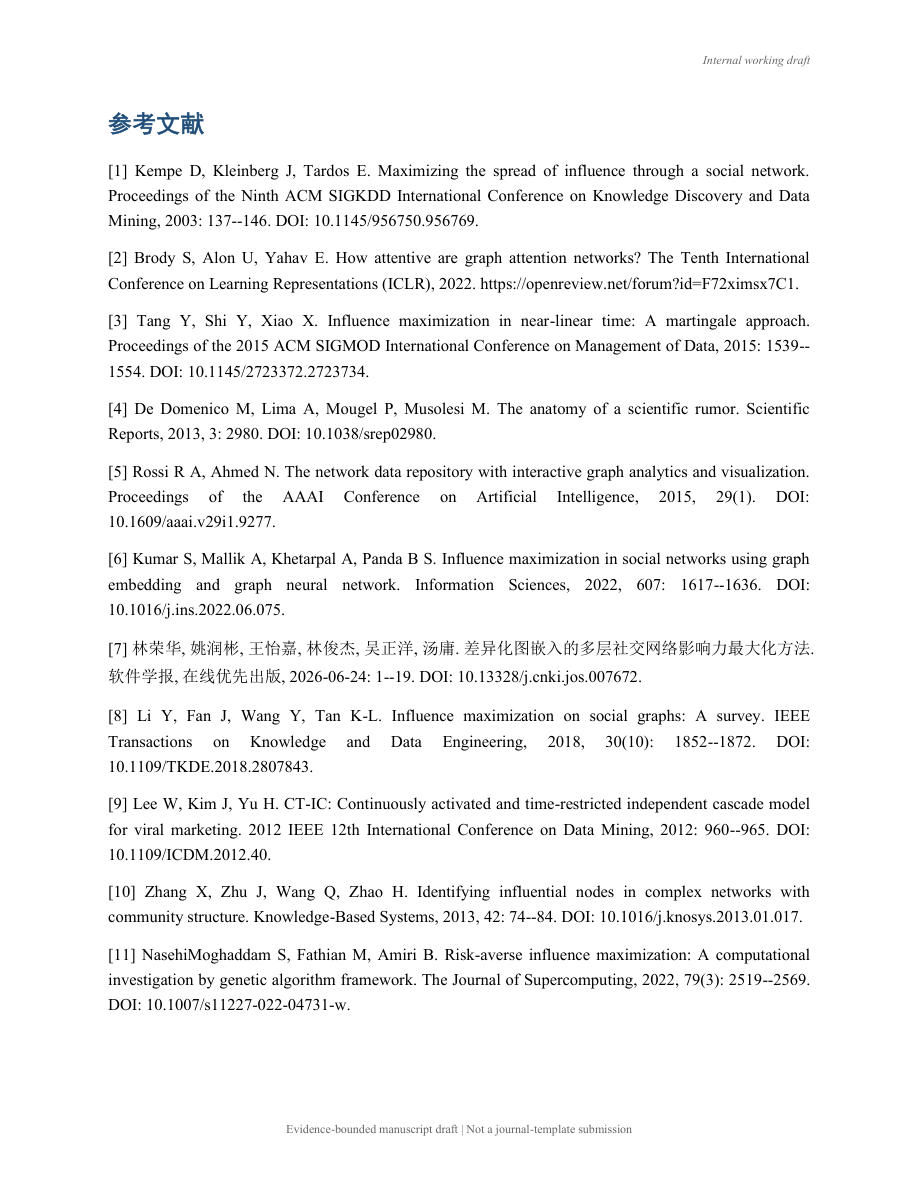 Internal working draft
参考文献
[1] Kempe D, Kleinberg J, Tardos E. Maximizing the spread of influence through a social network.
Proceedings of the Ninth ACM SIGKDD International Conference on Knowledge Discovery and Data
Mining, 2003: 137--146. DOI: 10.1145/956750.956769.
[2] Brody S, Alon U, Yahav E. How attentive are graph attention networks? The Tenth International
Conference on Learning Representations (ICLR), 2022. https://openreview.net/forum?id=F72ximsx7C1.
[3] Tang Y, Shi Y, Xiao X. Influence maximization in near-linear time: A martingale approach.
Proceedings of the 2015 ACM SIGMOD International Conference on Management of Data, 2015: 1539--
1554. DOI: 10.1145/2723372.2723734.
[4] De Domenico M, Lima A, Mougel P, Musolesi M. The anatomy of a scientific rumor. Scientific
Reports, 2013, 3: 2980. DOI: 10.1038/srep02980.
[5] Rossi R A, Ahmed N. The network data repository with interactive graph analytics and visualization.
Proceedings of the AAAI Conference on Artificial Intelligence, 2015, 29(1). DOI:
10.1609/aaai.v29i1.9277.
[6] Kumar S, Mallik A, Khetarpal A, Panda B S. Influence maximization in social networks using graph
embedding and graph neural network. Information Sciences, 2022, 607: 1617--1636. DOI:
10.1016/j.ins.2022.06.075.
[7] 林荣华, 姚润彬, 王怡嘉, 林俊杰, 吴正洋, 汤庸. 差异化图嵌入的多层社交网络影响力最大化方法.
软件学报, 在线优先出版, 2026-06-24: 1--19. DOI: 10.13328/j.cnki.jos.007672.
[8] Li Y, Fan J, Wang Y, Tan K-L. Influence maximization on social graphs: A survey. IEEE
Transactions on Knowledge and Data Engineering, 2018, 30(10): 1852--1872. DOI:
10.1109/TKDE.2018.2807843.
[9] Lee W, Kim J, Yu H. CT-IC: Continuously activated and time-restricted independent cascade model
for viral marketing. 2012 IEEE 12th International Conference on Data Mining, 2012: 960--965. DOI:
10.1109/ICDM.2012.40.
[10] Zhang X, Zhu J, Wang Q, Zhao H. Identifying influential nodes in complex networks with
community structure. Knowledge-Based Systems, 2013, 42: 74--84. DOI: 10.1016/j.knosys.2013.01.017.
[11] NasehiMoghaddam S, Fathian M, Amiri B. Risk-averse influence maximization: A computational
investigation by genetic algorithm framework. The Journal of Supercomputing, 2022, 79(3): 2519--2569.
DOI: 10.1007/s11227-022-04731-w.
Evidence-bounded manuscript draft | Not a journal-template submission